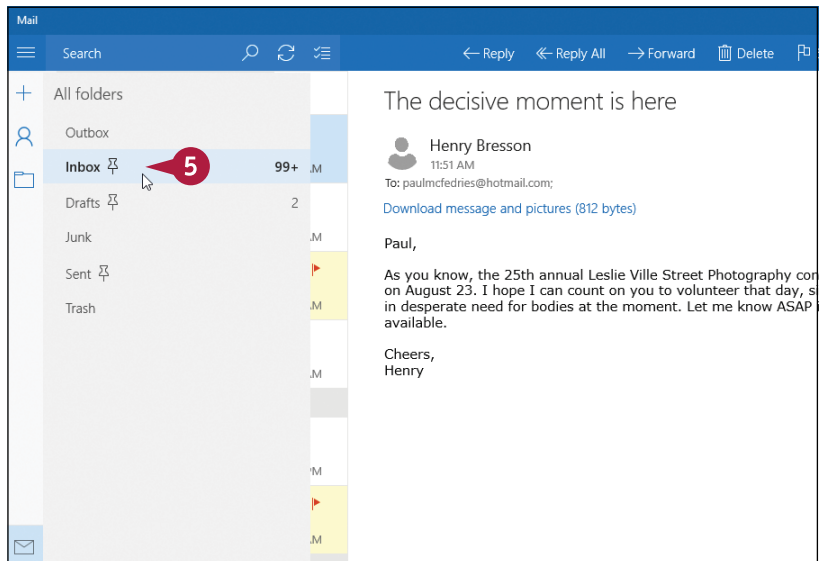 Mail
Search
Reply
Reply All
Forward
Delete
All folders
Outbox
Inbox
5
99+
Drafts
2
Junk
Sent
Trash
AM
The decisive moment is here
Henry Bresson
11:51 AM
To: paulmcfedries@hotmail.com;
Download message and pictures (812 bytes)
Paul,
As you know, the 25th annual Leslie Ville Street Photography
on August 23. I hope I can count on you to volunteer that day,
in desperate need for bodies at the moment. Let me know ASAP
available.
Cheers,
Henry